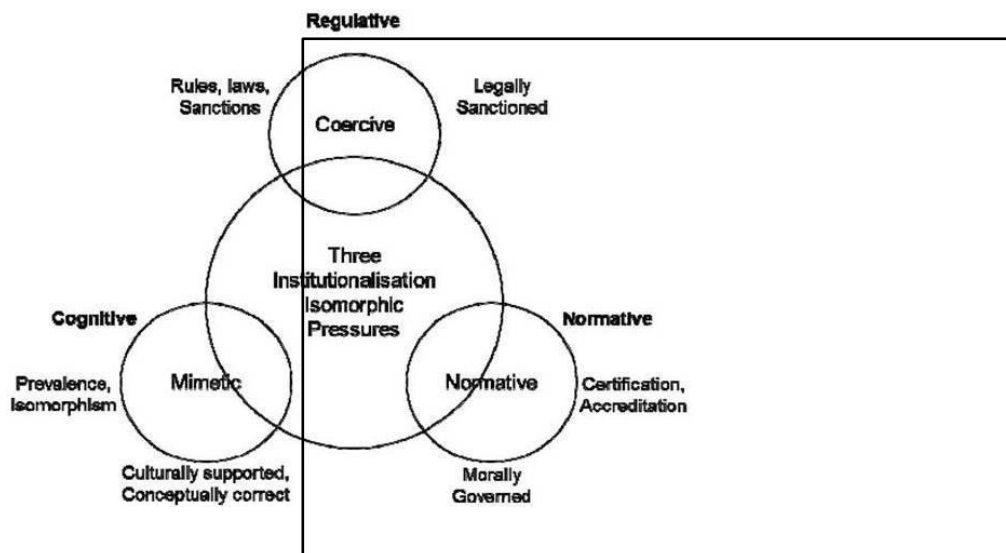 Regulative
Rules, laws,
Sanctions
Coercive
Legally
Sanctioned
Three
Institutionalisation
Isomorphic
Pressures
Cognitive
Mimetic
Prevalence,
Isomorphism
Culturally supported,
Conceptually correct
Normative
Normative
Certification,
Accreditation
Morally
Governed